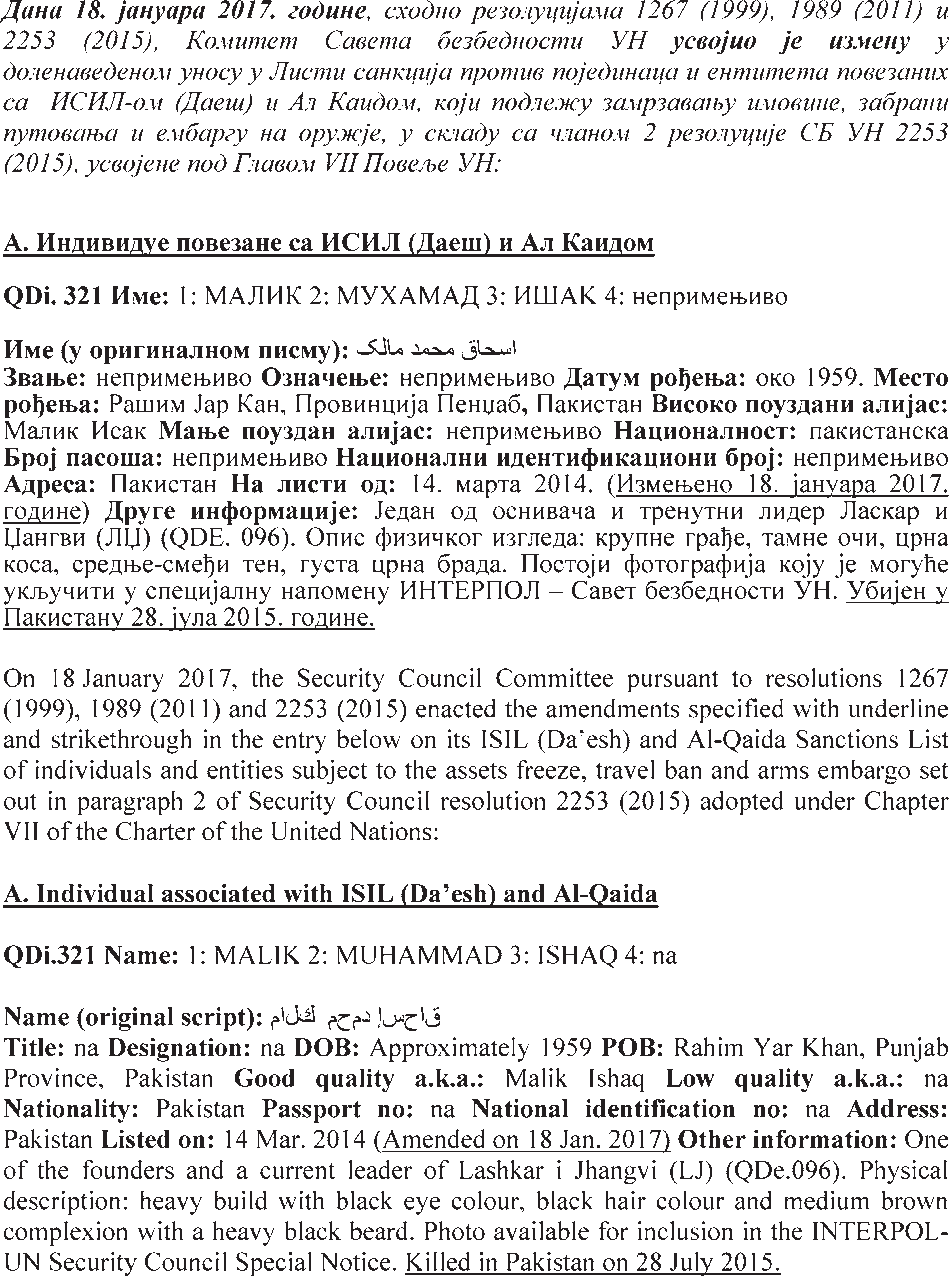 Дана 18. јануара 2017. године, сходно резолуцијама 1267 (1999), 1989 (2011) и
2253 (2015), Комитет Савета безбедности УН усвојио је измену у
доленаведеном уносу у Листи санкција против појединаца и ентитета повезаних
са ИСИЛ-ом (Даеш) и Ал Каидом, који подлежу замрзавању имовине, забрани
путовања и ембаргу на оружје, у складу са чланом 2 резолуције СБ УН 2253
(2015), усвојене под Главом VII Повеље УН:
А. Индивидуе повезане са ИСИЛ (Даеш) и Ал Каидом
QDi. 321 Име: 1: МАЛИК 2: МУХАМАД 3: ИШАК 4: непримењиво
Име (у оригиналном писму): اسحاق محمد مالک
Звање: непримењиво Означење: непримењиво Датум рођења: око 1959. Место
рођења: Рашим Јар Кан, Провинција Пенџаб, Пакистан Високо поуздани алијас:
Малик Исак Мање поуздан алијас: непримењиво Националност: пакистанска
Број пасоша: непримењиво Национални идентификациони број: непримењиво
Адреса: Пакистан На листи од: 14. марта 2014. (Измењено 18. јануара 2017.
године) Друге информације: Један од оснивача и тренутни лидер Ласкар и
Џангви (ЛЏ) (QDE. 096). Опис физичког изгледа: крупне грађе, тамне очи, црна
коса, средње-смеђи тен, густа црна брада. Постоји фотографија коју је могуће
укључити у специјалну напомену ИНТЕРПОЛ – Савет безбедности УН. Убијен у
Пакистану 28. јула 2015. године.
On 18 January 2017, the Security Council Committee pursuant to resolutions 1267
(1999), 1989 (2011) and 2253 (2015) enacted the amendments specified with underline
and strikethrough in the entry below on its ISIL (Da'esh) and Al-Qaida Sanctions List
of individuals and entities subject to the assets freeze, travel ban and arms embargo set
out in paragraph 2 of Security Council resolution 2253 (2015) adopted under Chapter
VII of the Charter of the United Nations:
A. Individual associated with ISIL (Da'esh) and Al-Qaida
QDi.321 Name: 1: MALIK 2: MUHAMMAD 3: ISHAQ 4: na
Name (original script):
Title: na Designation: na DOB: Approximately 1959 POB: Rahim Yar Khan, Punjab
Province, Pakistan Good quality a.k.a.: Malik Ishaq Low quality a.k.a.: na
Nationality: Pakistan Passport no: na National identification no: na Address:
Pakistan Listed on: 14 Mar. 2014 (Amended on 18 Jan. 2017) Other information: One
of the founders and a current leader of Lashkar i Jhangvi (LJ) (QDe.096). Physical
description: heavy build with black eye colour, black hair colour and medium brown
complexion with a heavy black beard. Photo available for inclusion in the INTERPOL-
UN Security Council Special Notice. Killed in Pakistan on 28 July 2015.